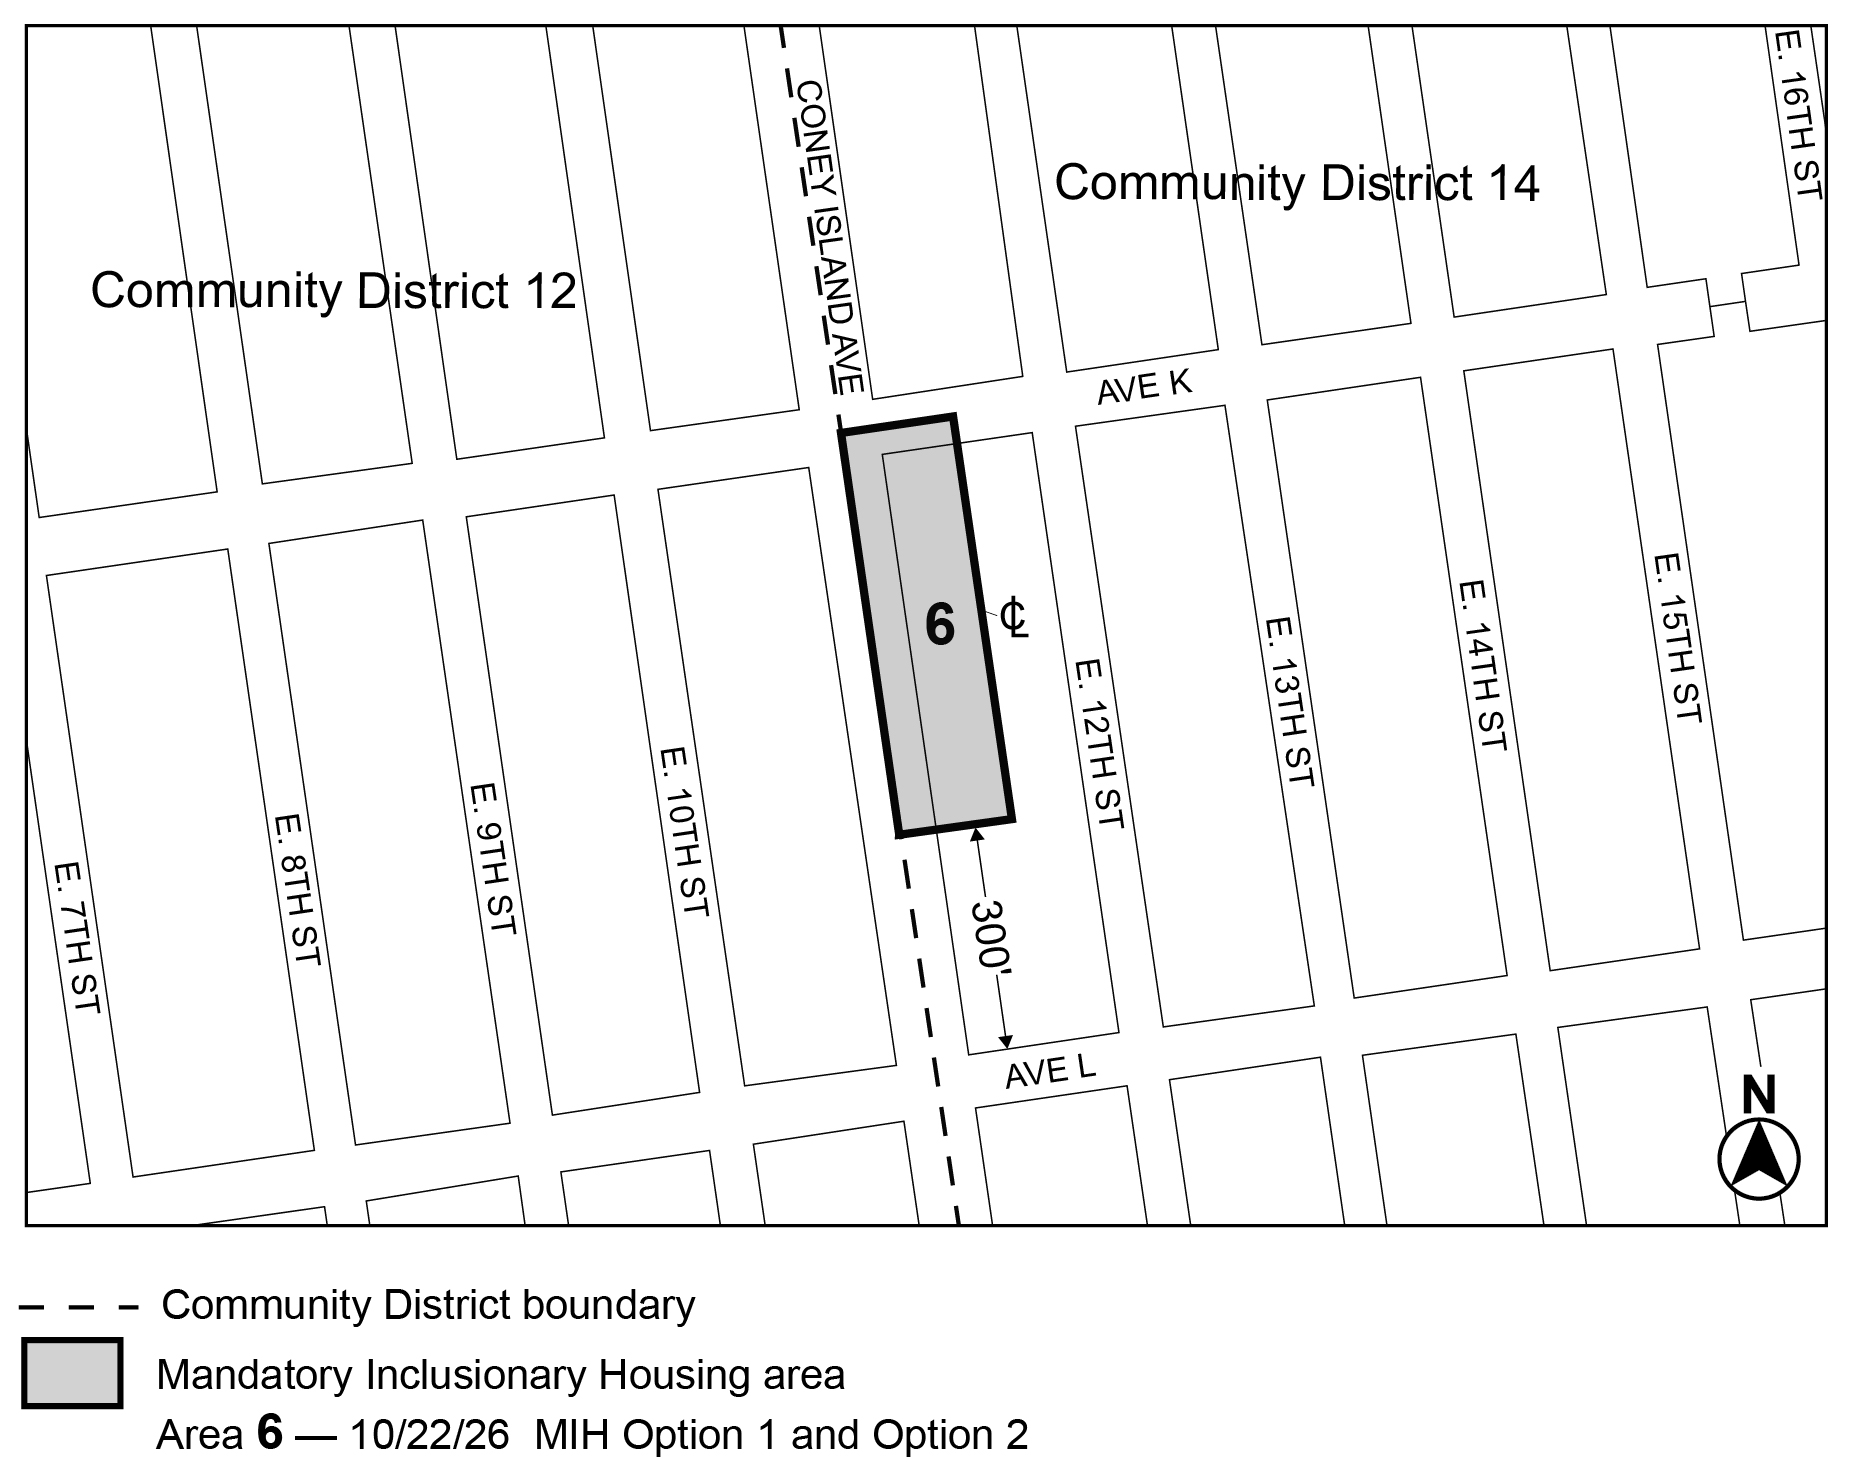 E. 16TH ST
CONEY ISLAND AVE
Community District 14
Community District 12
AVE K
6
℄
E. 15TH ST
E. 14TH ST
E. 13TH ST
E. 12TH ST
E. 10TH ST
E. 9TH ST
E. 8TH ST
E. 7TH ST
300'
AVE L
N
Community District boundary
Mandatory Inclusionary Housing area
Area 6 — 10/22/26 MIH Option 1 and Option 2